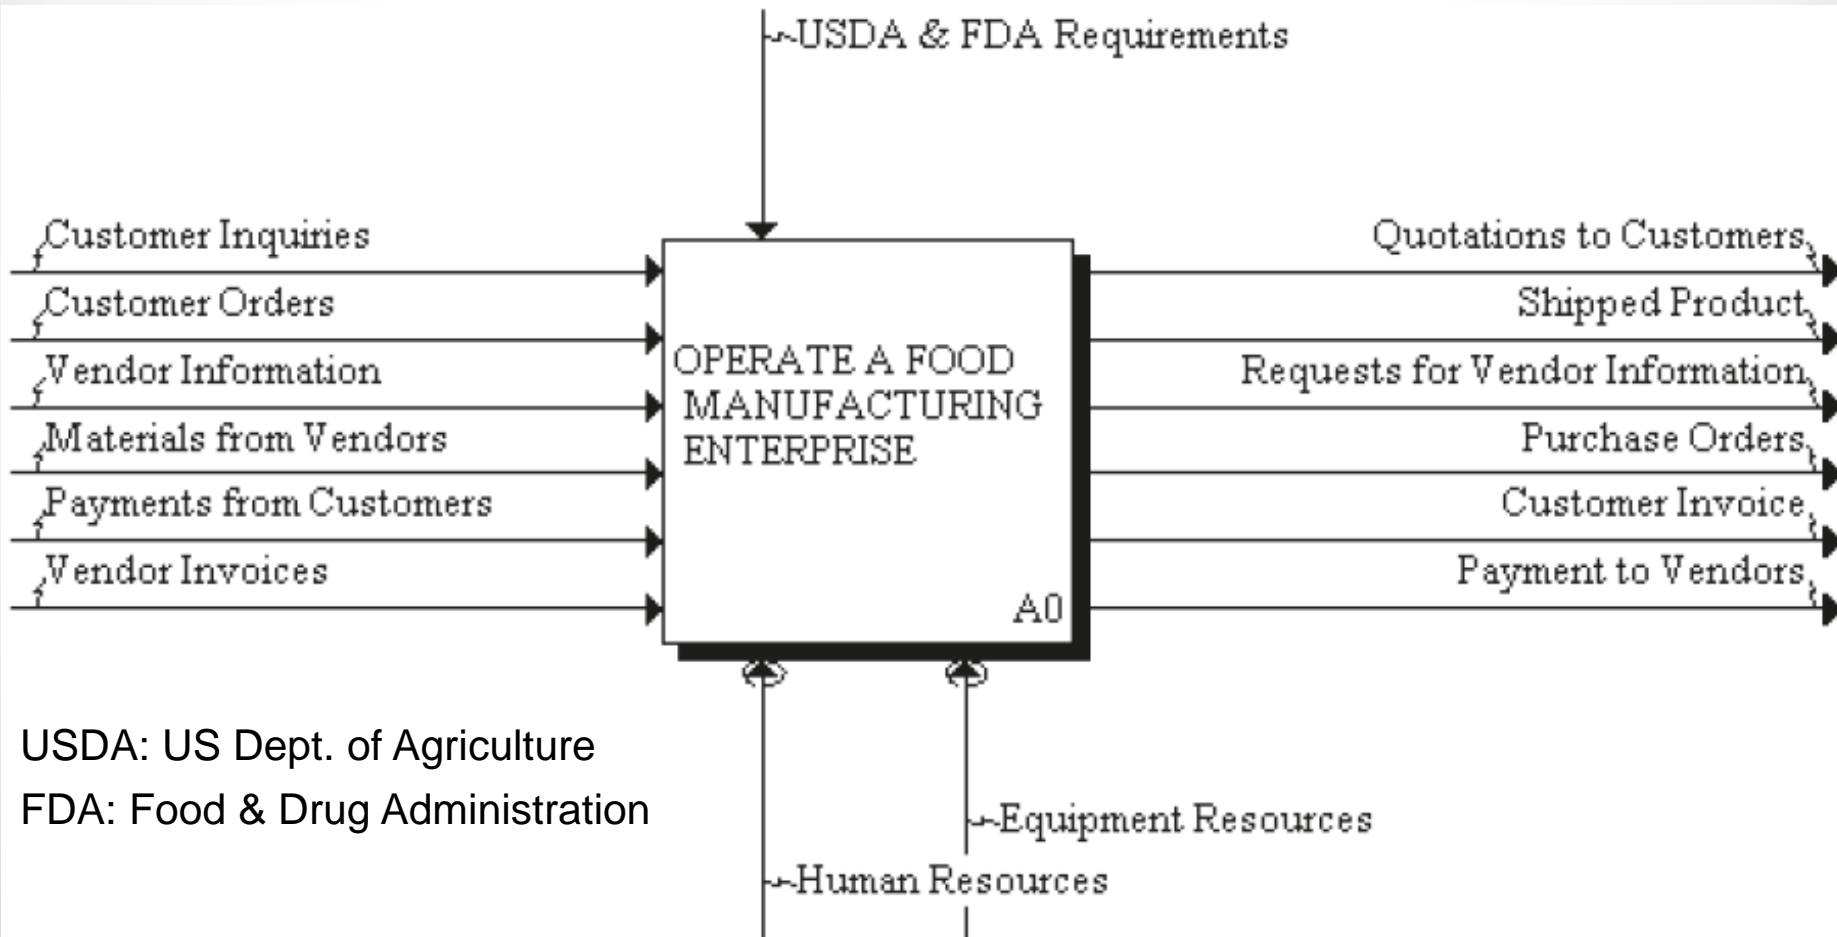 USDA & FDA Requirements
Customer Inquiries
Customer Orders
Vendor Information
Materials from Vendors
Payments from Customers
Vendor Invoices
OPERATE A FOOD
MANUFACTURING
ENTERPRISE
A0
Quotations to Customers
Shipped Product
Requests for Vendor Information
Purchase Orders
Customer Invoice
Payment to Vendors
USDA: US Dept. of Agriculture
FDA: Food & Drug Administration
Equipment Resources
Human Resources